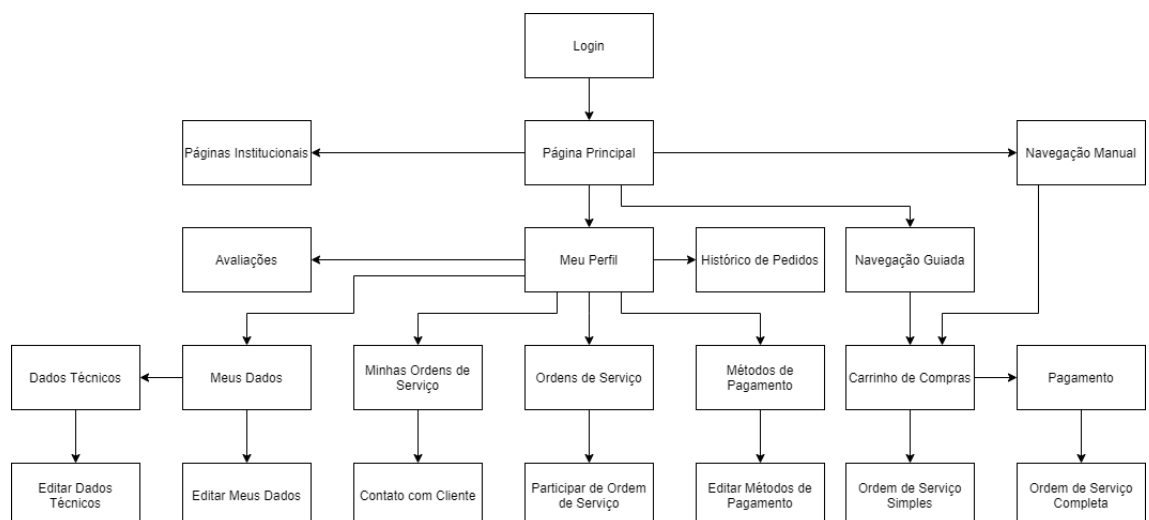 Login
Páginas Institucionais
Página Principal
Navegação Manual
Avaliações
Meu Perfil
Histórico de Pedidos
Navegação Guiada
Dados Técnicos
Meus Dados
Minhas Ordens de
Serviço
Ordens de Serviço
Métodos de
Pagamento
Carrinho de Compras
Pagamento
Editar Dados
Técnicos
Editar Meus Dados
Contato com Cliente
Participar de Ordem
de Serviço
Editar Métodos de
Pagamento
Ordem de Serviço
Simples
Ordem de Serviço
Completa